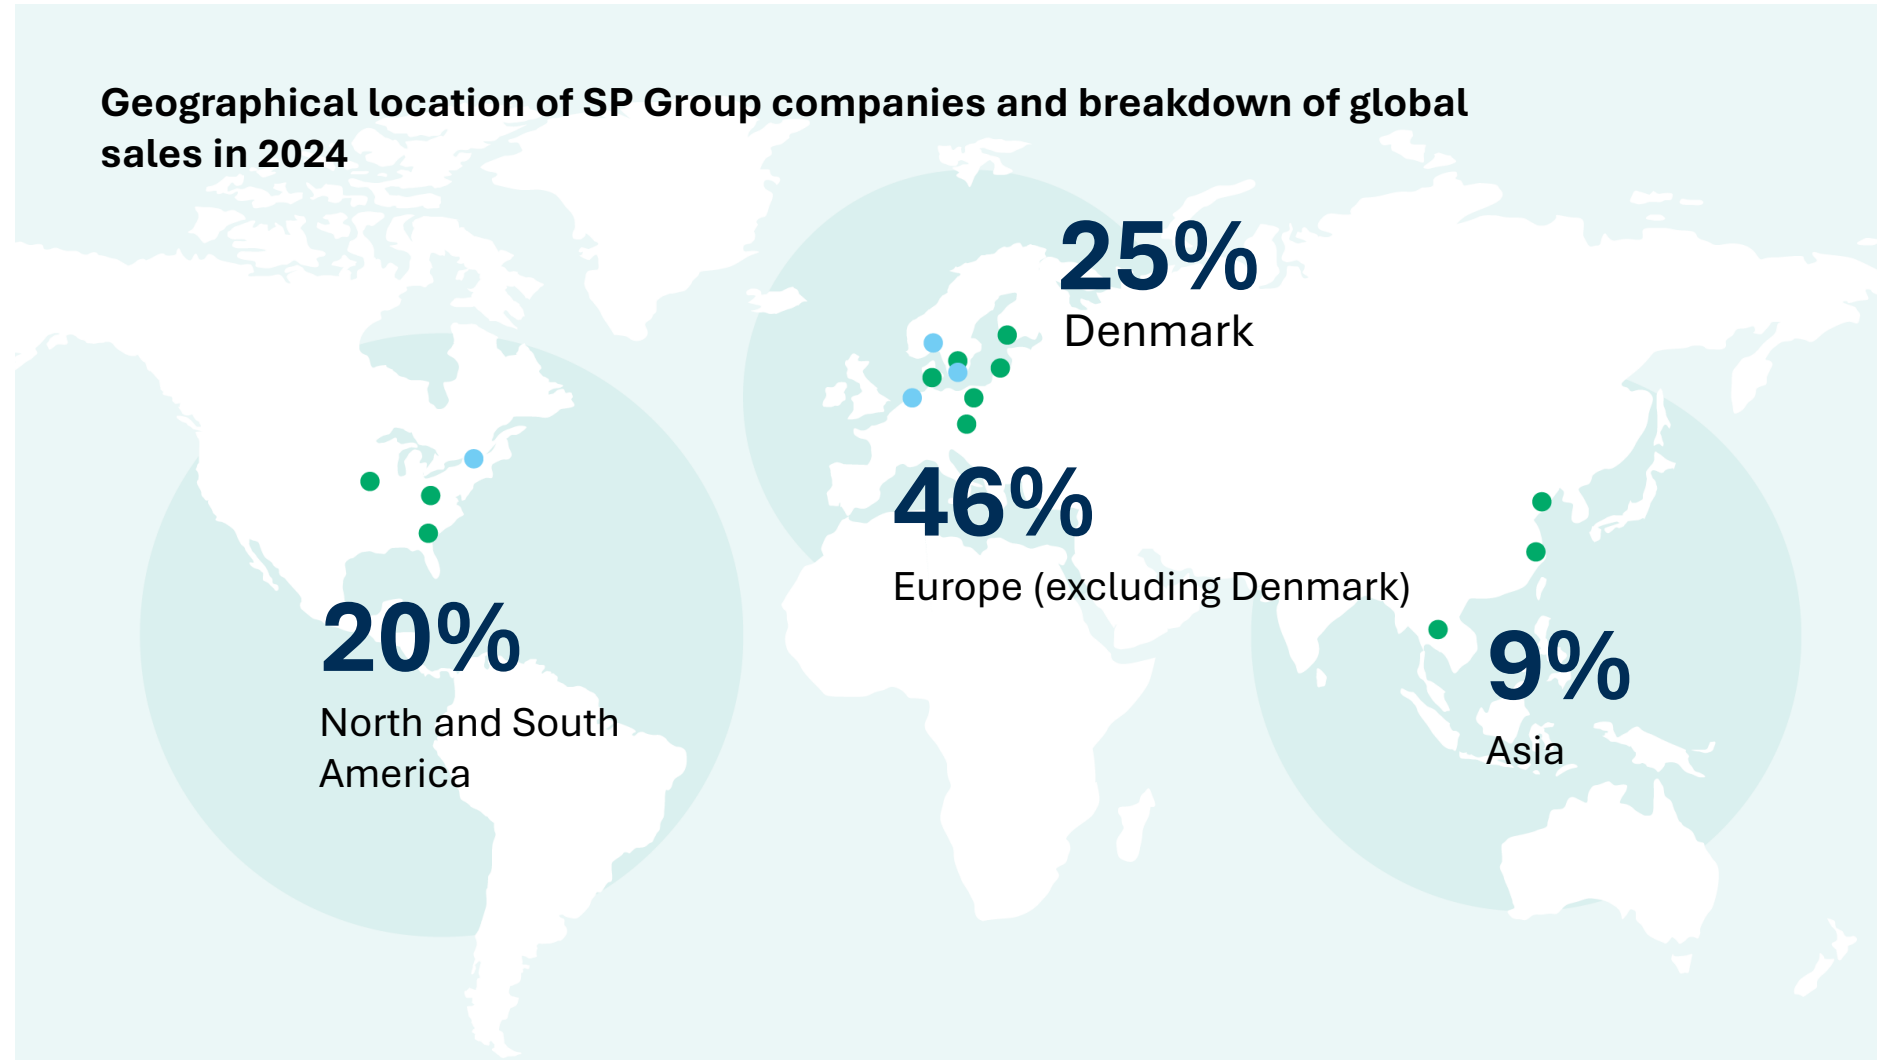 Geographical location of SP Group companies and breakdown of global
sales in 2024
25%
Denmark
46%
Europe (excluding Denmark)
20%
North and South
America
9%
Asia